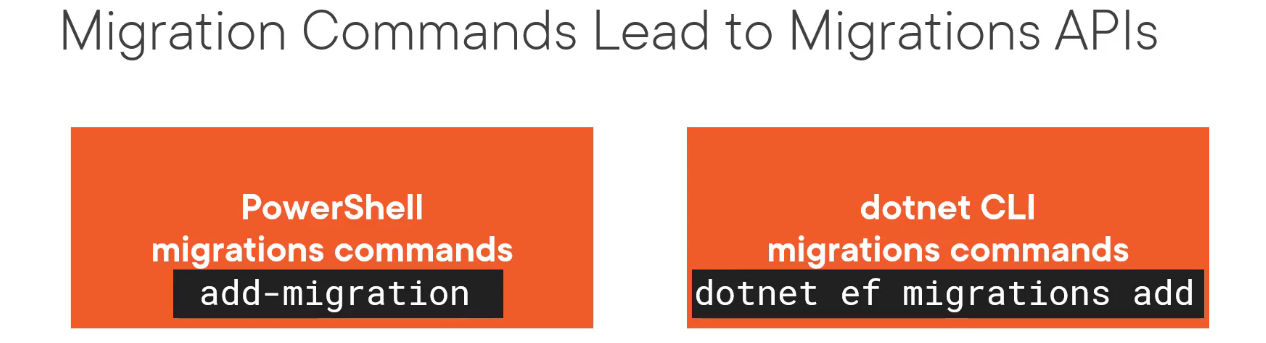 Migration Commands Lead to Migrations APIs
PowerShell
migrations commands
add-migration
dotnet CLI
migrations commands
dotnet ef migrations add